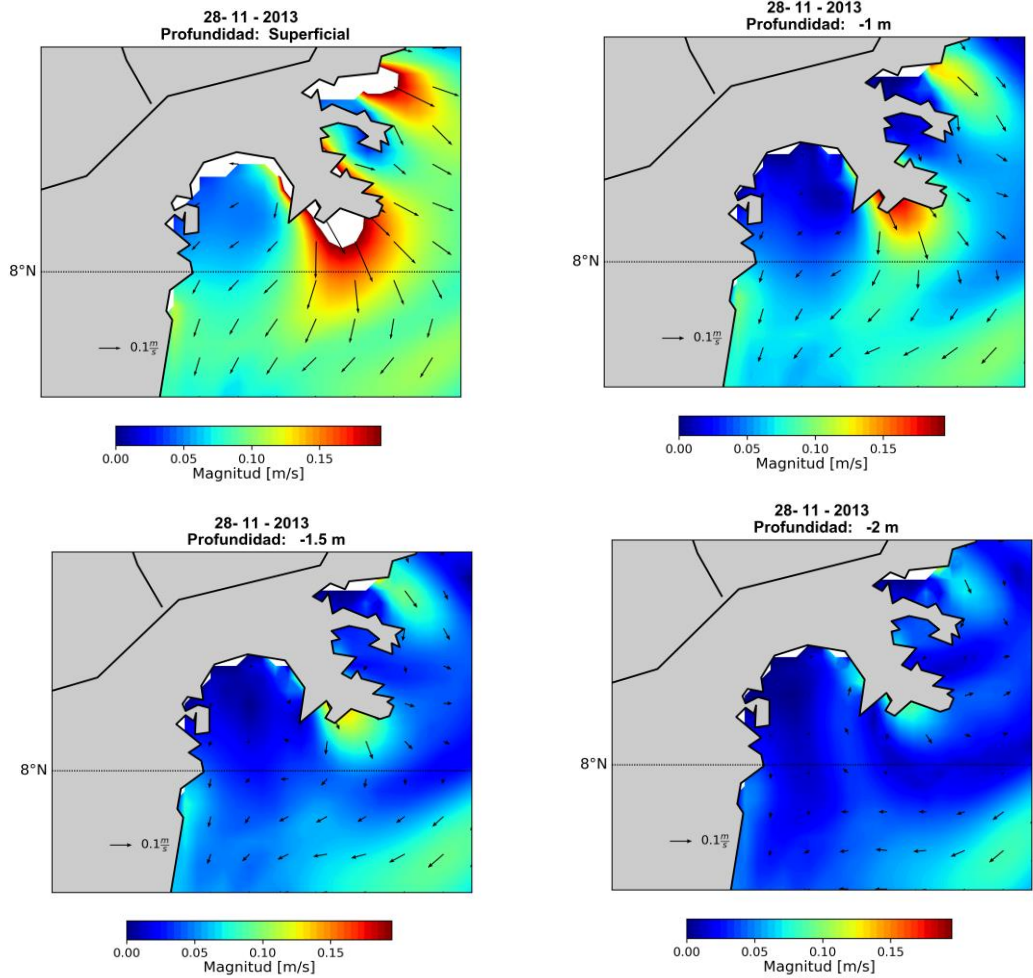 28- 11 - 2013
Profundidad: Superficial
8°N
0.1 m/s
0.00 0.05 0.10 0.15
Magnitud [m/s]
28- 11 - 2013
Profundidad: -1 m
8°N
0.1 m/s
0.00 0.05 0.10 0.15
Magnitud [m/s]
28- 11 - 2013
Profundidad: -1.5 m
8°N
0.1 m/s
0.00 0.05 0.10 0.15
Magnitud [m/s]
28- 11 - 2013
Profundidad: -2 m
8°N
0.1 m/s
0.00 0.05 0.10 0.15
Magnitud [m/s]